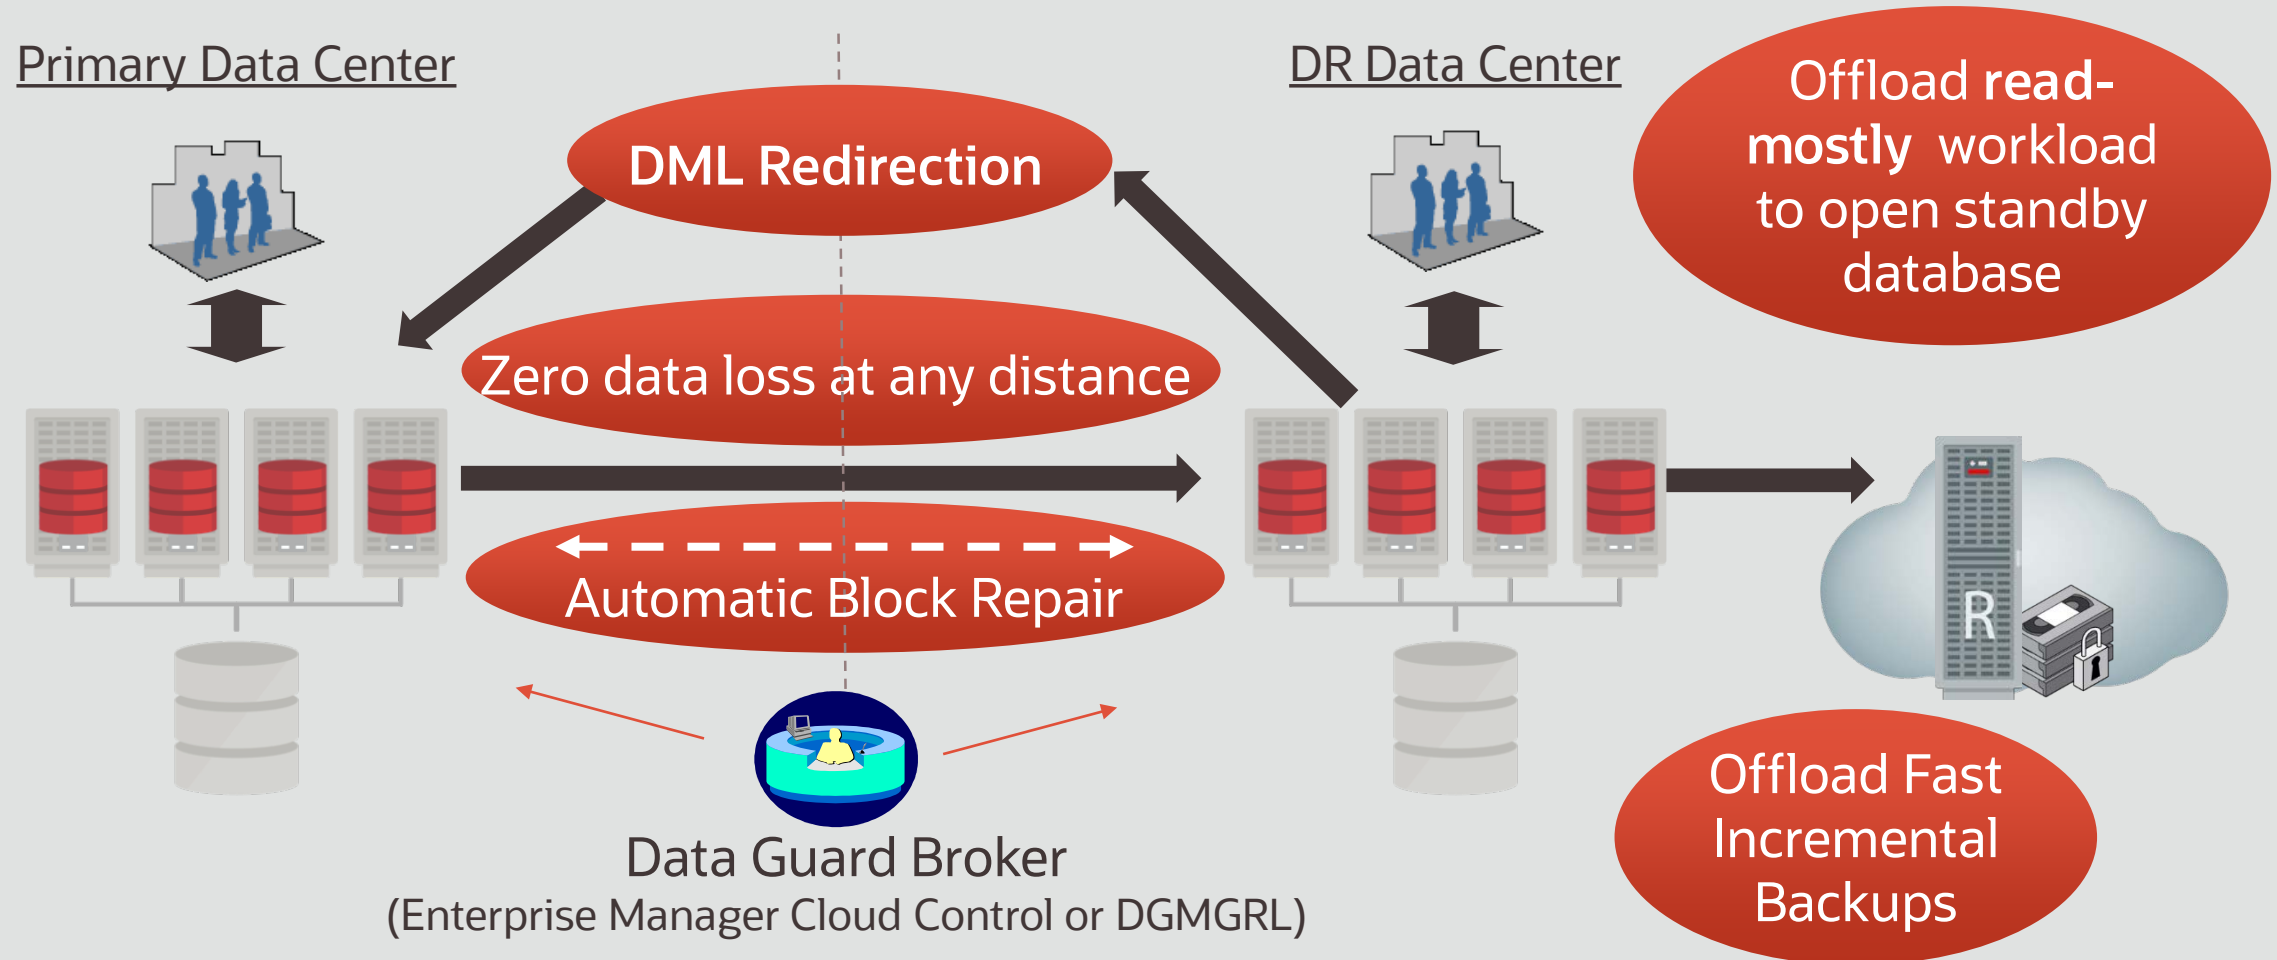 Primary Data Center
DR Data Center
Offload read-
mostly workload
to open standby
database
DML Redirection
Zero data loss at any distance
Automatic Block Repair
R
Data Guard Broker
(Enterprise Manager Cloud Control or DGMGRL)
Offload Fast
Incremental
Backups